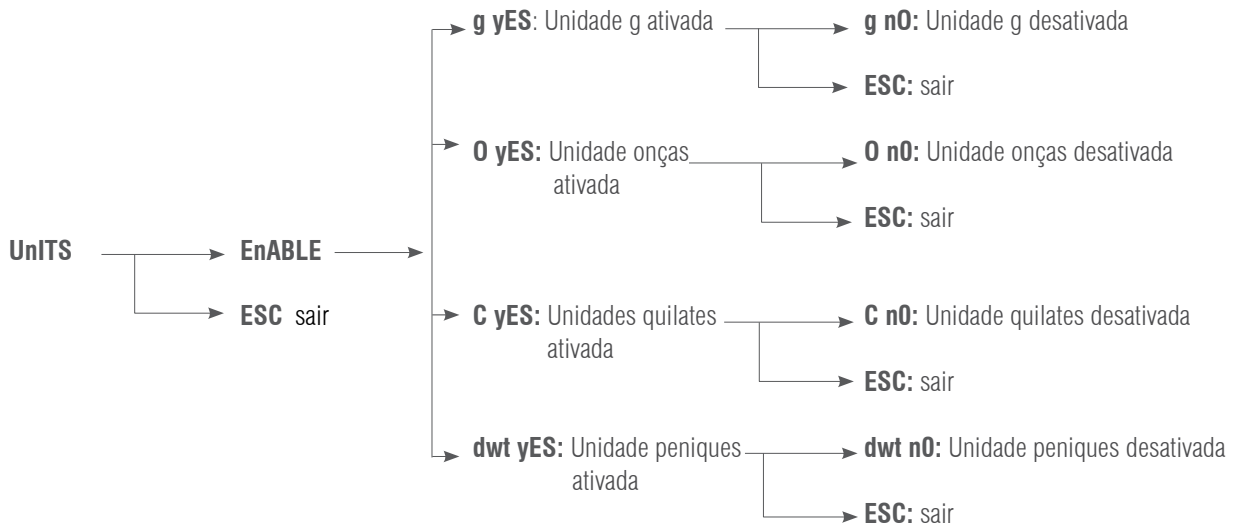 g yES: Unidade g ativada
g nO: Unidade g desativada
ESC: sair
O yES: Unidade onças
ativada
O nO: Unidade onças desativada
ESC: sair
UnITS
EnABLE
ESC sair
C yES: Unidades quilates
ativada
C nO: Unidade quilates desativada
ESC: sair
dwt yES: Unidade peniques
ativada
dwt nO: Unidade peniques desativada
ESC: sair